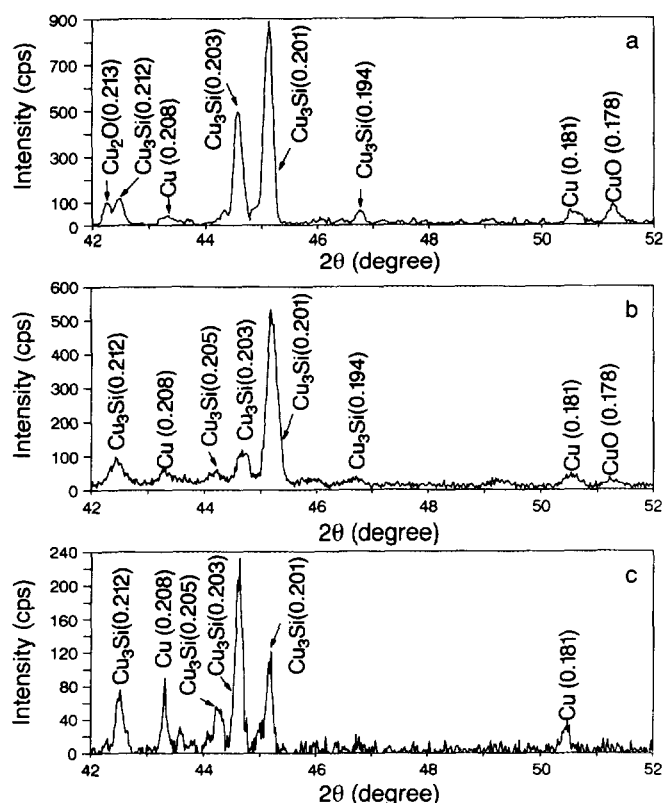 a
Intensity (cps)
900
700
500
300
100
0
Cu₂O(0.213)
Cu₃Si(0.212)
Cu (0.208)
Cu₃Si(0.203)
Cu₃Si(0.201)
Cu₃Si(0.194)
Cu (0.181)
CuO (0.178)
42 44 46 48 50 52
2θ (degree)
b
Intensity (cps)
600
500
400
300
200
100
0
Cu₃Si(0.212)
Cu (0.208)
Cu₃Si(0.205)
Cu₃Si(0.203)
Cu₃Si(0.201)
Cu₃Si(0.194)
Cu (0.181)
CuO (0.178)
42 44 46 48 50 52
2θ (degree)
c
Intensity (cps)
240
200
160
120
80
40
0
Cu₃Si(0.212)
Cu (0.208)
Cu₃Si(0.205)
Cu₃Si(0.203)
Cu₃Si(0.201)
Cu (0.181)
42 44 46 48 50 52
2θ (degree)